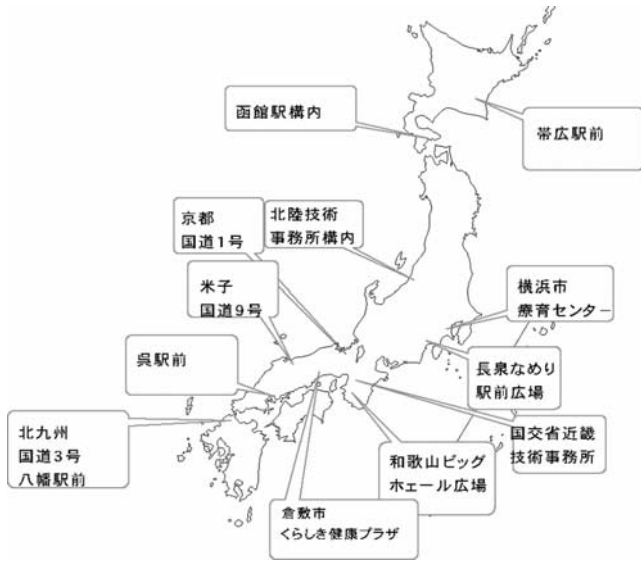 函館駅構内
帯広駅前
京都
国道1号
北陸技術
事務所構内
米子
国道9号
横浜市
療育センター
呉駅前
長泉なめり
駅前広場
北九州
国道3号
八幡駅前
和歌山ビッグ
ホェール広場
国交省近畿
技術事務所
倉敷市
くらしき健康プラザ